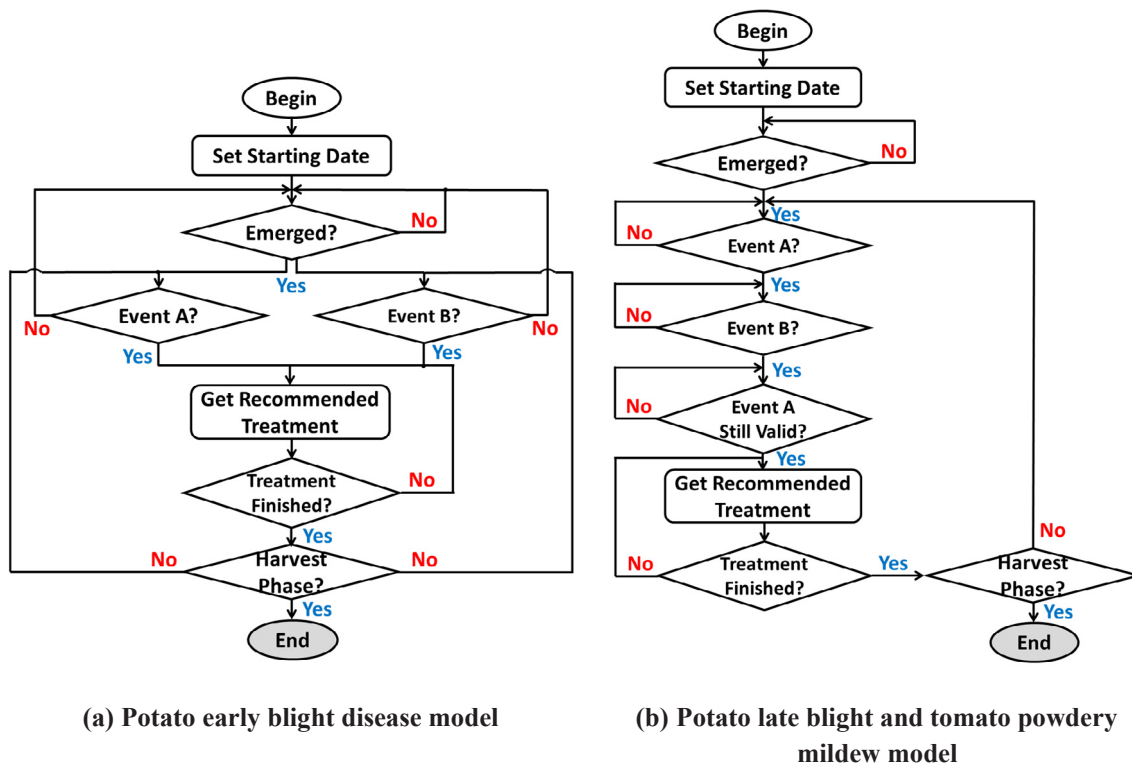 Begin
Set Starting Date
Emerged?
No
Yes
Event A?
Event B?
No
No
Yes
Yes
Get Recommended
Treatment
Treatment
Finished?
No
Yes
No
No
Harvest
Phase?
Yes
End
(a) Potato early blight disease model
Begin
Set Starting Date
Emerged?
No
Yes
Event A?
No
Yes
Event B?
No
Yes
Event A
Still Valid?
No
Yes
Get Recommended
Treatment
Treatment
Finished?
No
Yes
No
Harvest
Phase?
Yes
End
(b) Potato late blight and tomato powdery
mildew model